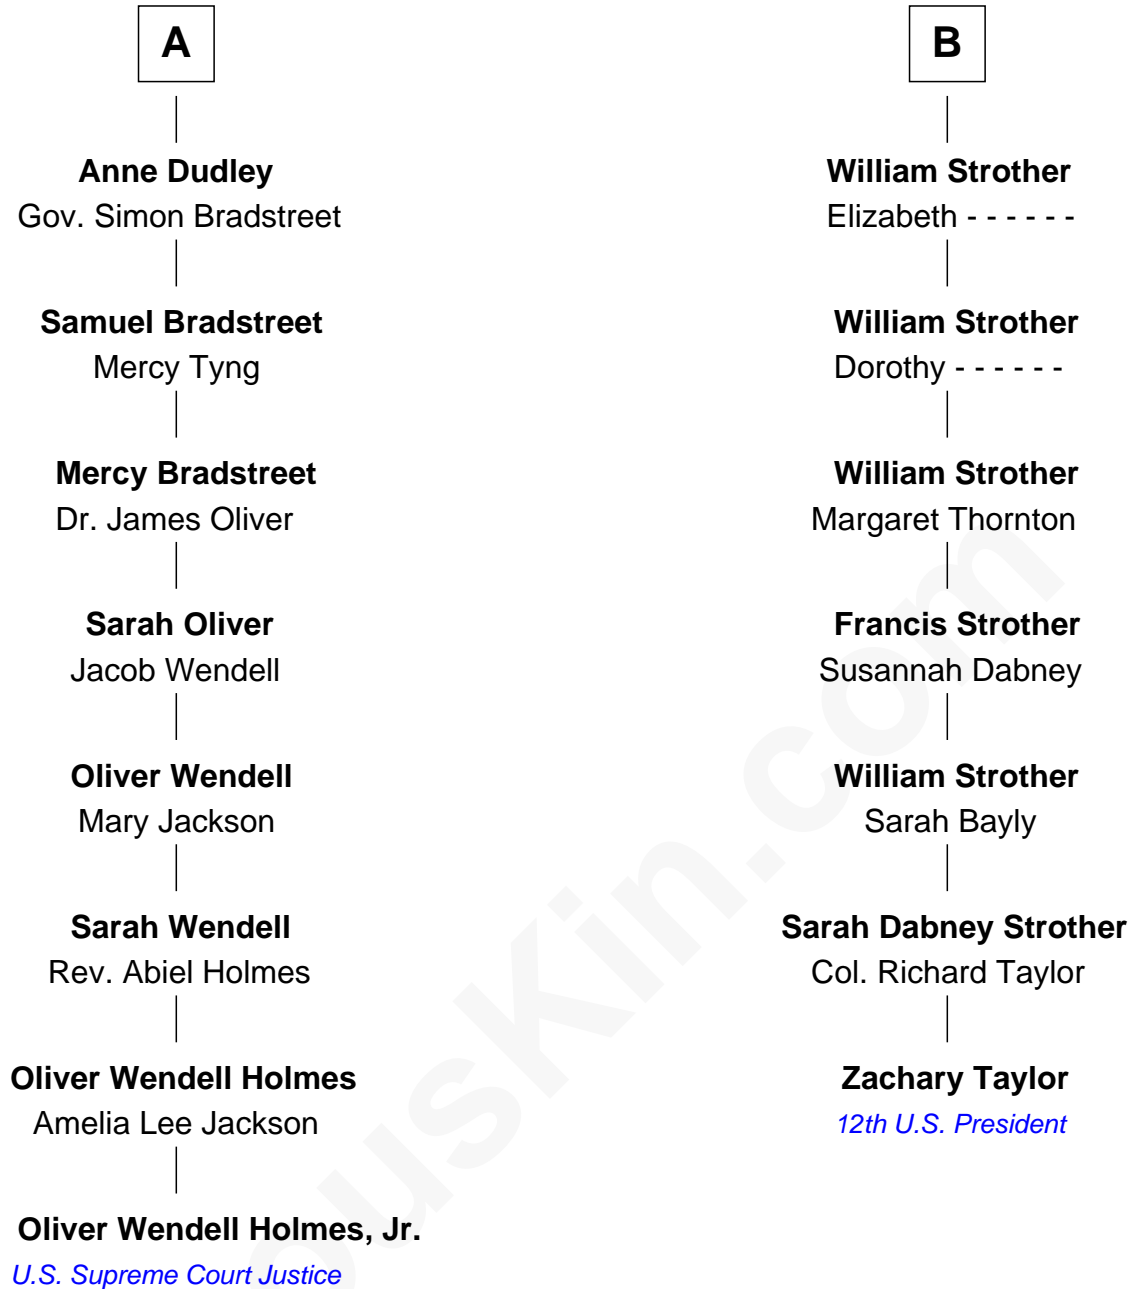 A
Anne Dudley
Gov. Simon Bradstreet
Samuel Bradstreet
Mercy Tyng
Mercy Bradstreet
Dr. James Oliver
Sarah Oliver
Jacob Wendell
Oliver Wendell
Mary Jackson
Sarah Wendell
Rev. Abiel Holmes
Oliver Wendell Holmes
Amelia Lee Jackson
Oliver Wendell Holmes, Jr.
U.S. Supreme Court Justice
B
William Strother
Elizabeth - - - - - -
William Strother
Dorothy - - - - - -
William Strother
Margaret Thornton
Francis Strother
Susannah Dabney
William Strother
Sarah Bayly
Sarah Dabney Strother
Col. Richard Taylor
Zachary Taylor
12th U.S. President
ousKin.com